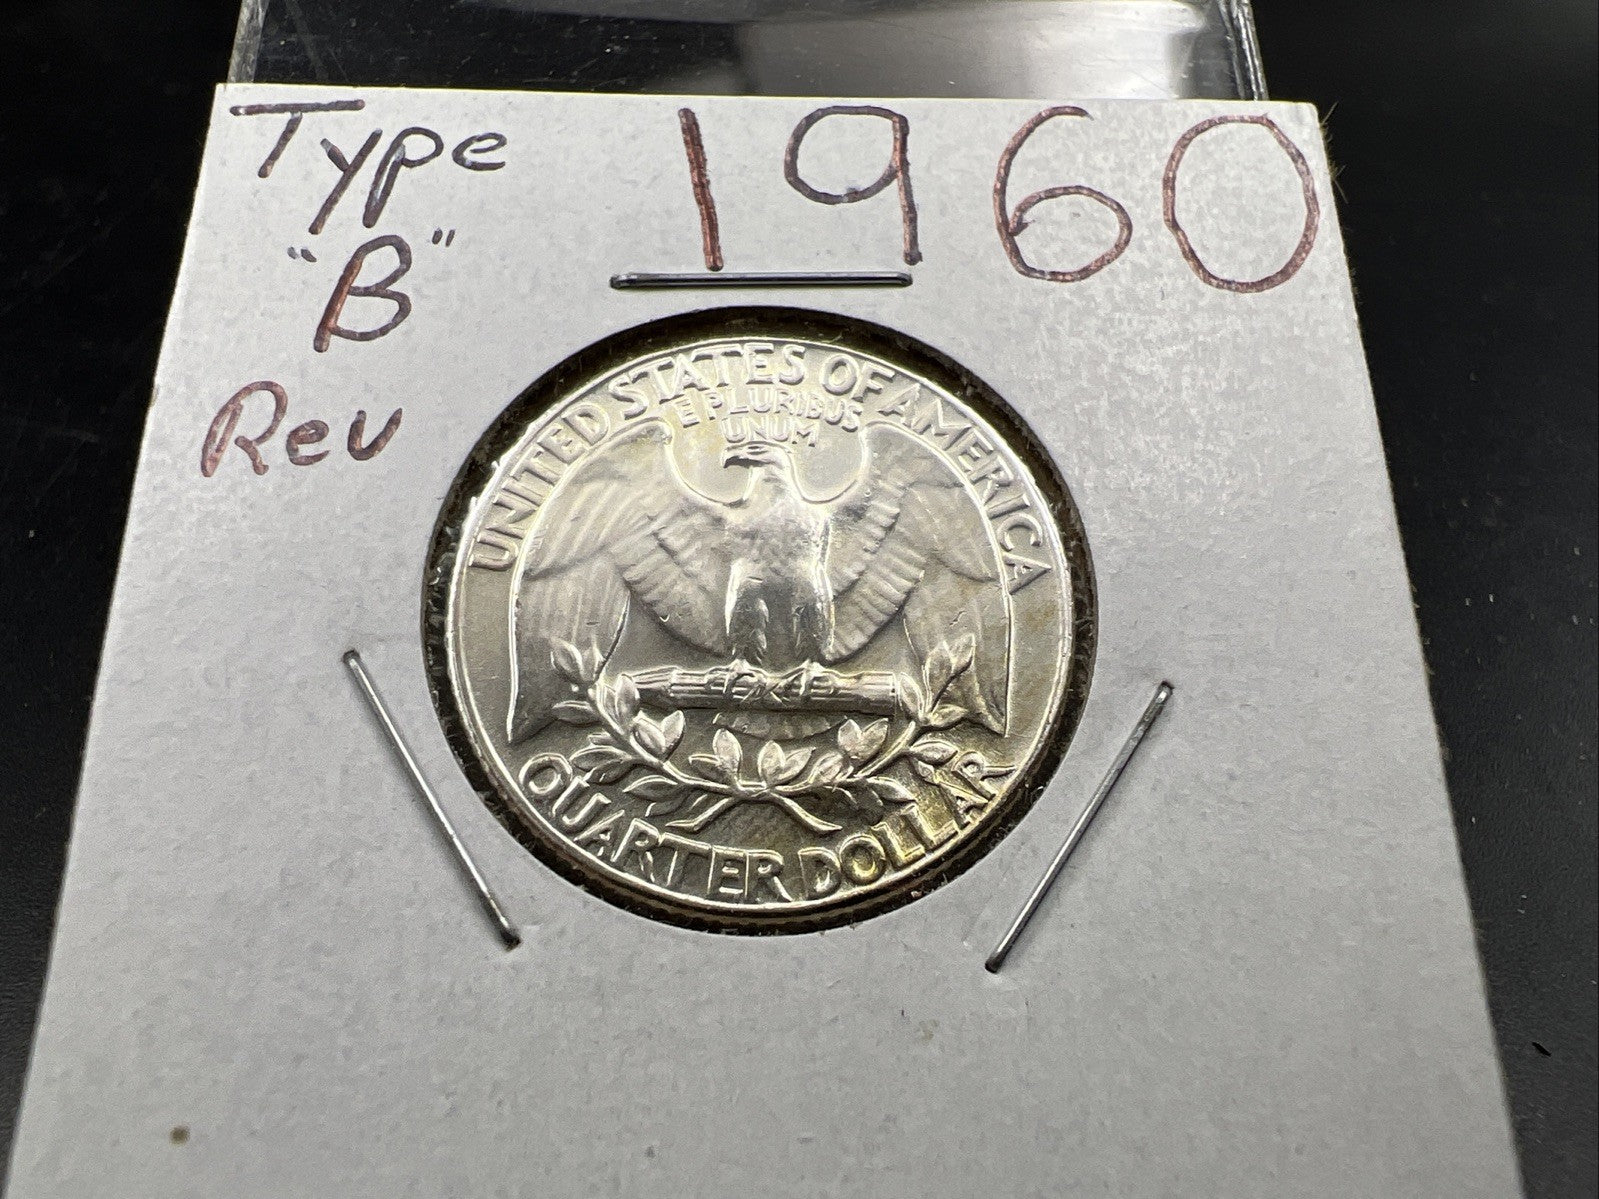 Type 1960
"B"
Rev
UNITED STATES OF AMERICA
E PLURIBUS
UNUM
QUARTER DOLLAR